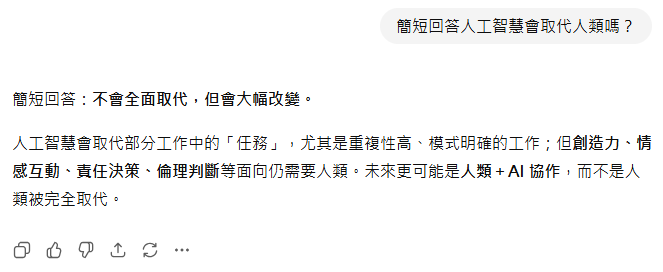 簡短回答人工智慧會取代人類嗎？
簡短回答：不會全面取代，但會大幅改變。
人工智慧會取代部分工作中的「任務」，尤其是重複性高、模式明確的工作；但創造力、情
感互動、責任決策、倫理判斷等面向仍需要人類。未來更可能是人類＋AI 協作，而不是人
類被完全取代。